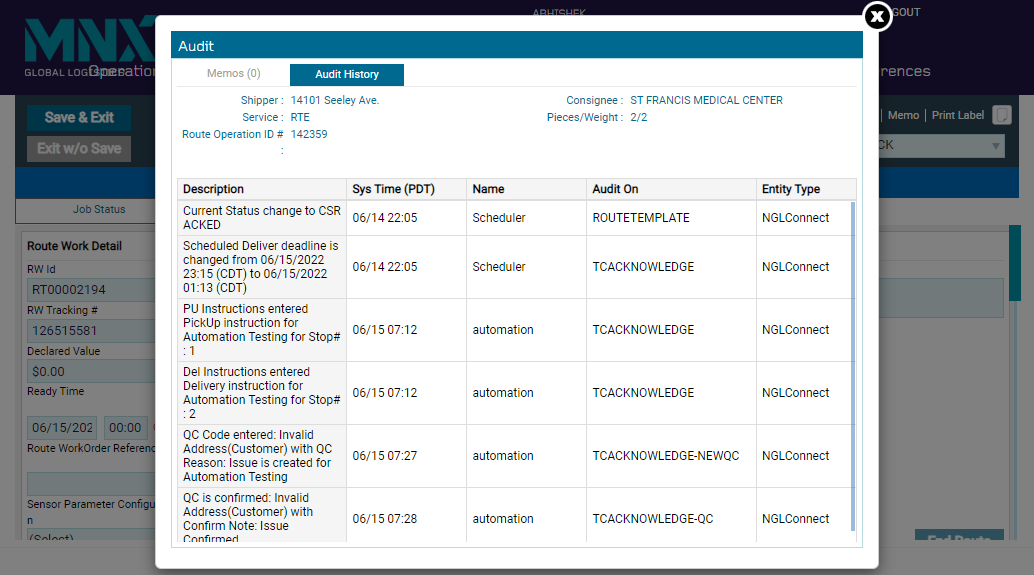 ABHISHEK
GOUT
MNX
GLOBAL LOGISTICS
Operation
rences
Audit
Memos (0)
Audit History
Shipper : 14101 Seeley Ave.
Consignee : ST FRANCIS MEDICAL CENTER
Service : RTE
Pieces/Weight : 2/2
Route Operation ID # 142359
:
Save & Exit
Exit w/o Save
Memo | Print Label
CK
Job Status
Description Sys Time (PDT) Name Audit On Entity Type
Current Status change to CSR
ACKED
06/14 22:05 Scheduler ROUTETEMPLATE NGLConnect
Scheduled Deliver deadline is
changed from 06/15/2022
23:15 (CDT) to 06/15/2022
01:13 (CDT)
06/14 22:05 Scheduler TCACKNOWLEDGE NGLConnect
PU Instructions entered
PickUp instruction for
Automation Testing for Stop#
: 1
06/15 07:12 automation TCACKNOWLEDGE NGLConnect
Del Instructions entered
Delivery instruction for
Automation Testing for Stop#
: 2
06/15 07:12 automation TCACKNOWLEDGE NGLConnect
QC Code entered: Invalid
Address(Customer) with QC
Reason: Issue is created for
Automation Testing
06/15 07:27 automation TCACKNOWLEDGE-NEWQC NGLConnect
QC is confirmed: Invalid
Address(Customer) with
Confirm Note: Issue
Confirmed
06/15 07:28 automation TCACKNOWLEDGE-QC NGLConnect
Route Work Detail
RW Id
RT00002194
RW Tracking #
126515581
Declared Value
$0.00
Ready Time
06/15/202 00:00
Route WorkOrder Referenc
Sensor Parameter Configu
n
(Select)
End Route